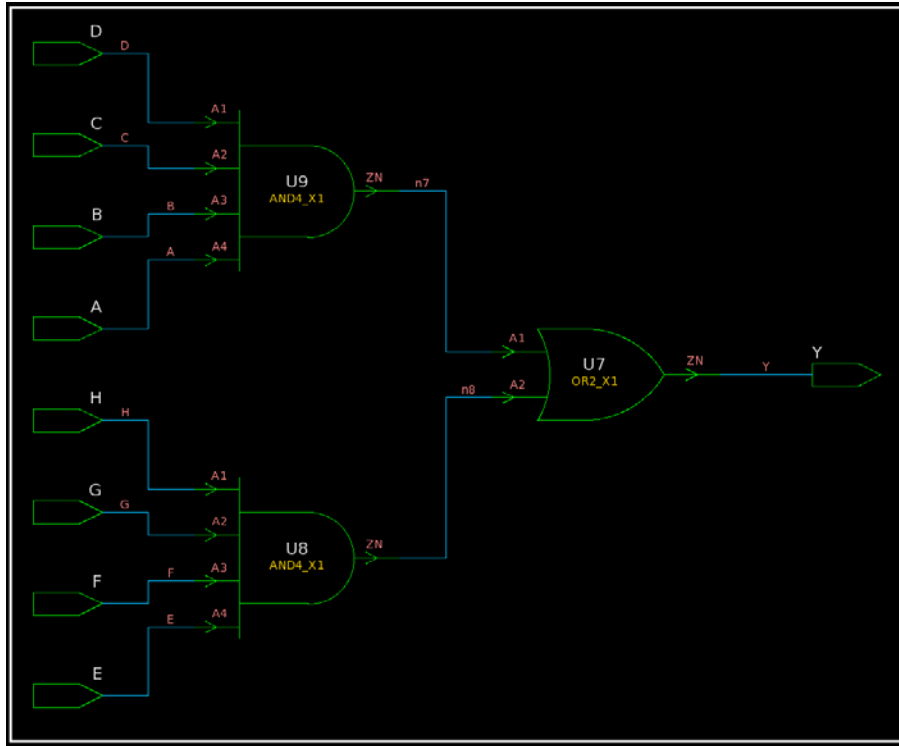 D
D
A1
C
C
A2
U9
AND4_X1
ZN
n7
B
B
A3
A
A4
A
A1
U7
OR2_X1
ZN
Y
Y
n8
A2
H
H
A1
G
G
A2
U8
AND4_X1
ZN
F
F
A3
E
A4
E